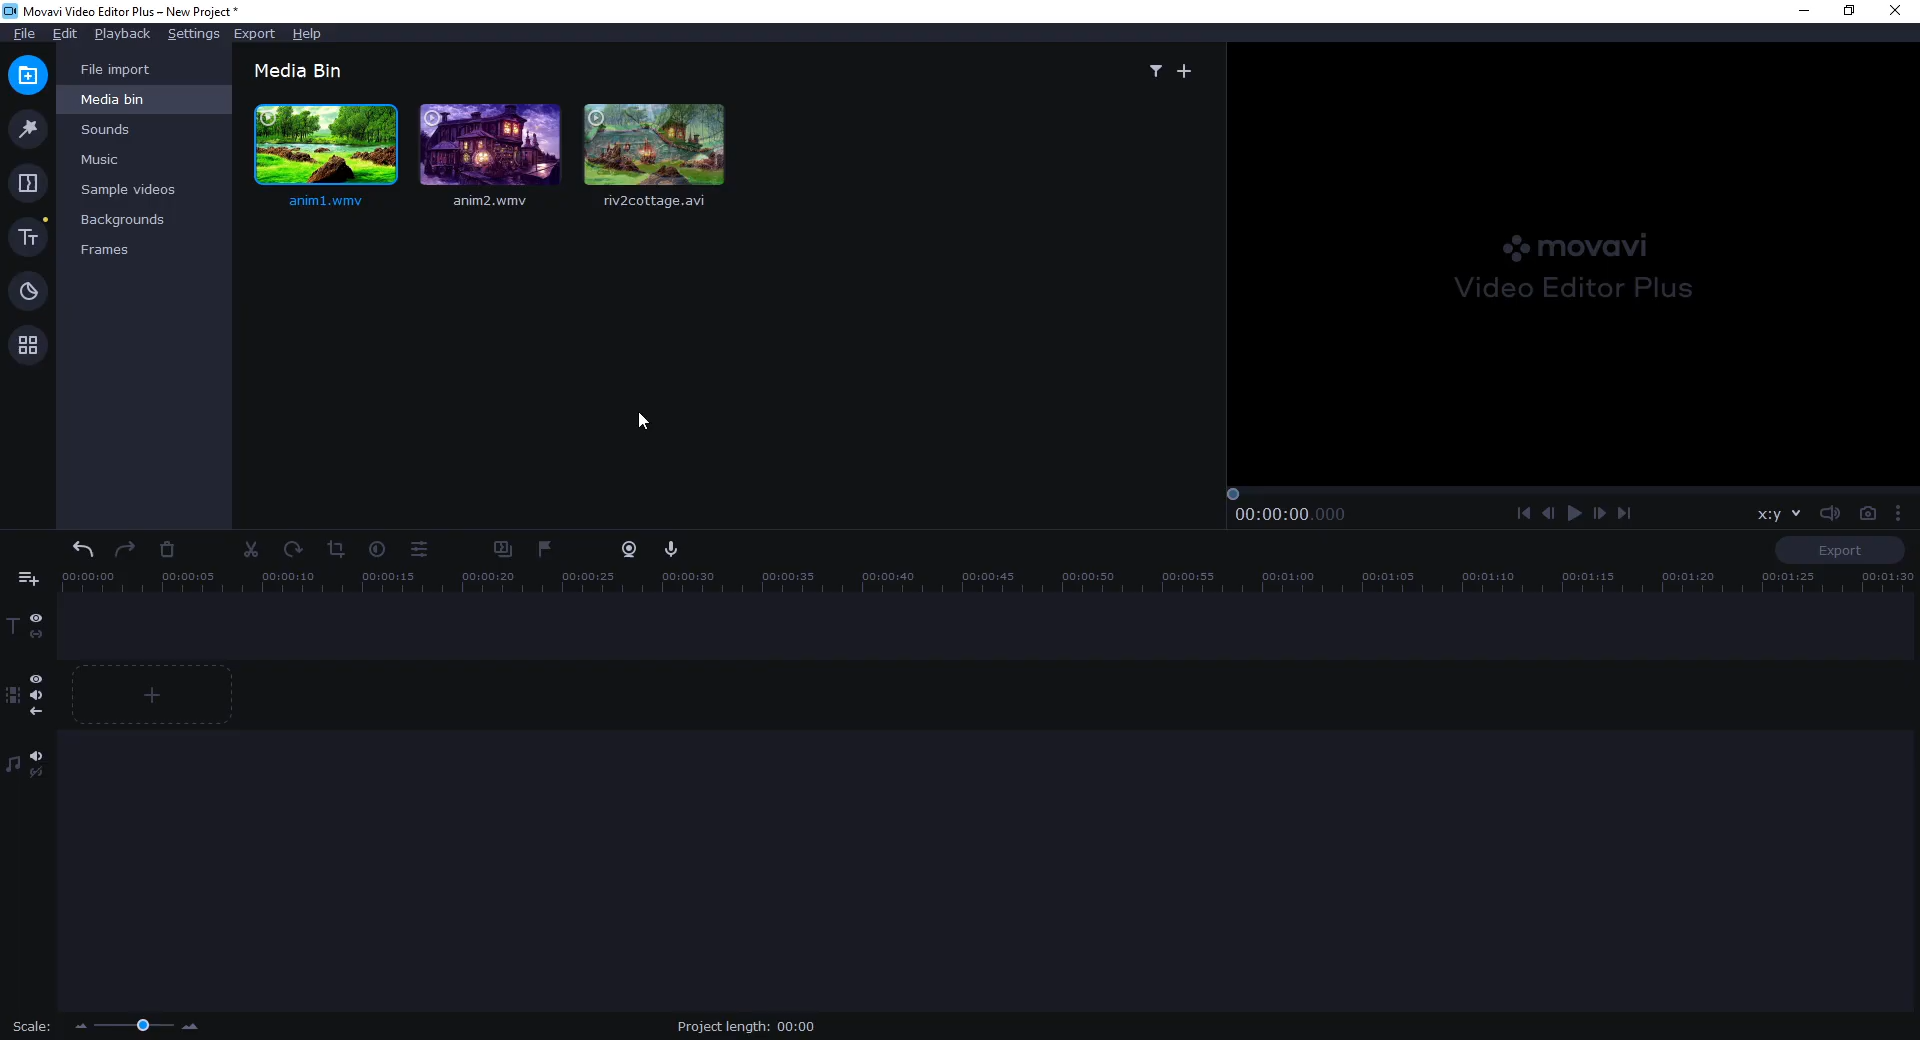 Movavi Video Editor Plus – New Project *
File Edit Playback Settings Export Help
File import
Media bin
Sounds
Music
Sample videos
Backgrounds
Frames
Media Bin
anim1.wmv
anim2.wmv
riv2cottage.avi
movavi
Video Editor Plus
00:00:00.000
x:y
Export
00:00:00 00:00:05 00:00:10 00:00:15 00:00:20 00:00:25 00:00:30 00:00:35 00:00:40 00:00:45 00:00:50 00:00:55 00:01:00 00:01:05 00:01:10 00:01:15 00:01:20 00:01:25 00:01:30
Scale:
Project length: 00:00